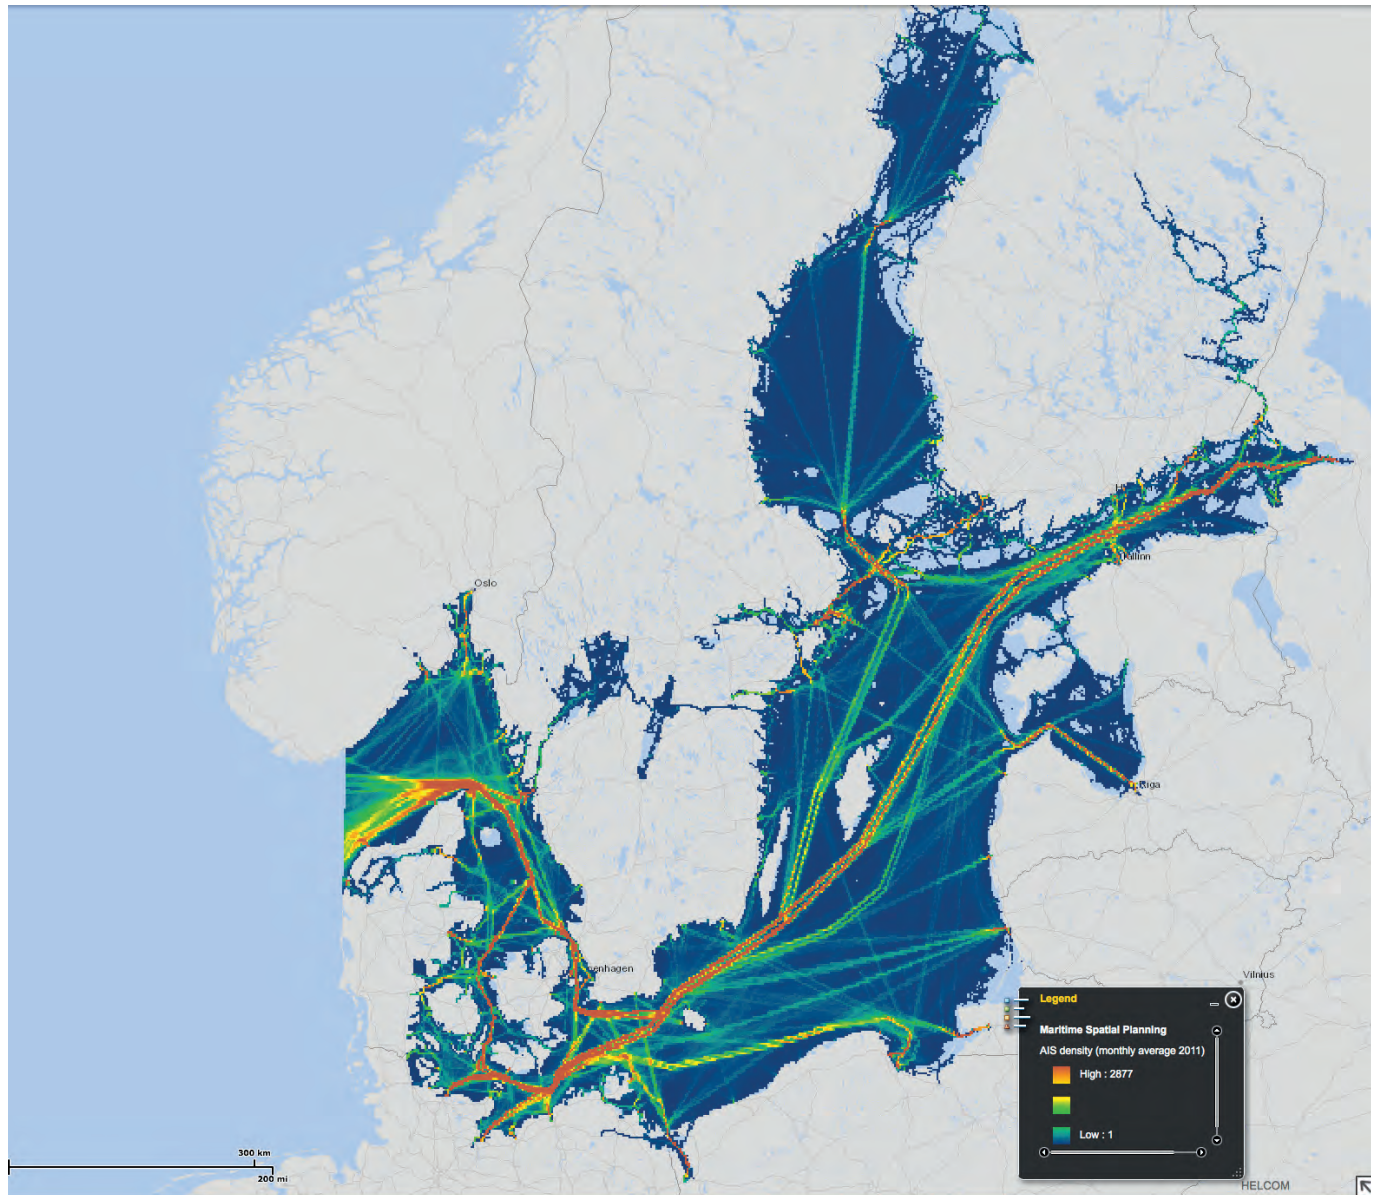 Oslo
Tallinn
Riga
enhagen
Vilnius
Legend
Maritime Spatial Planning
AIS density (monthly average 2011)
High : 2877
Low : 1
300 km
200 mi
HELCOM